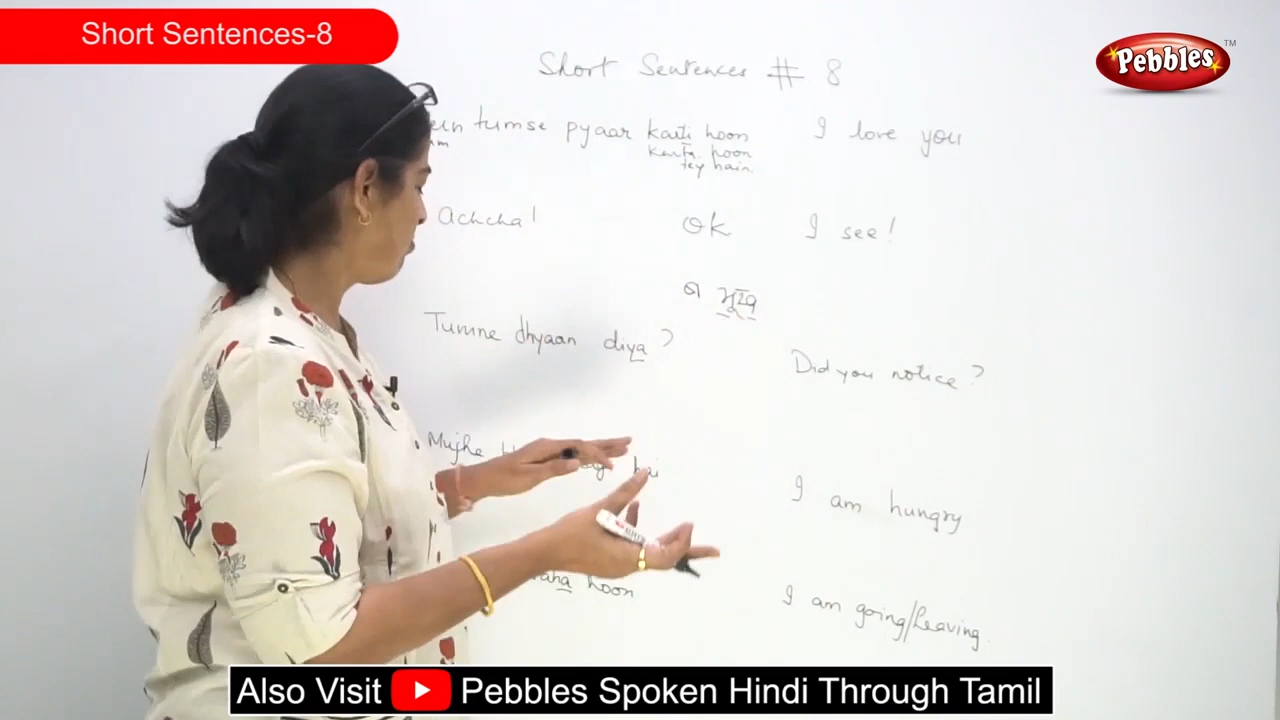 Short Sentences-8
Pebbles TM
Short Sentences # 8
tumse pyaar karti hoon I love you
karta hoon
tey hain
Achcha! Ok I see!
भूख
Tumne dhyaan diya? Did you notice?
Mujhe hai I am hungry
hoon I am going/leaving.
Also Visit Pebbles Spoken Hindi Through Tamil